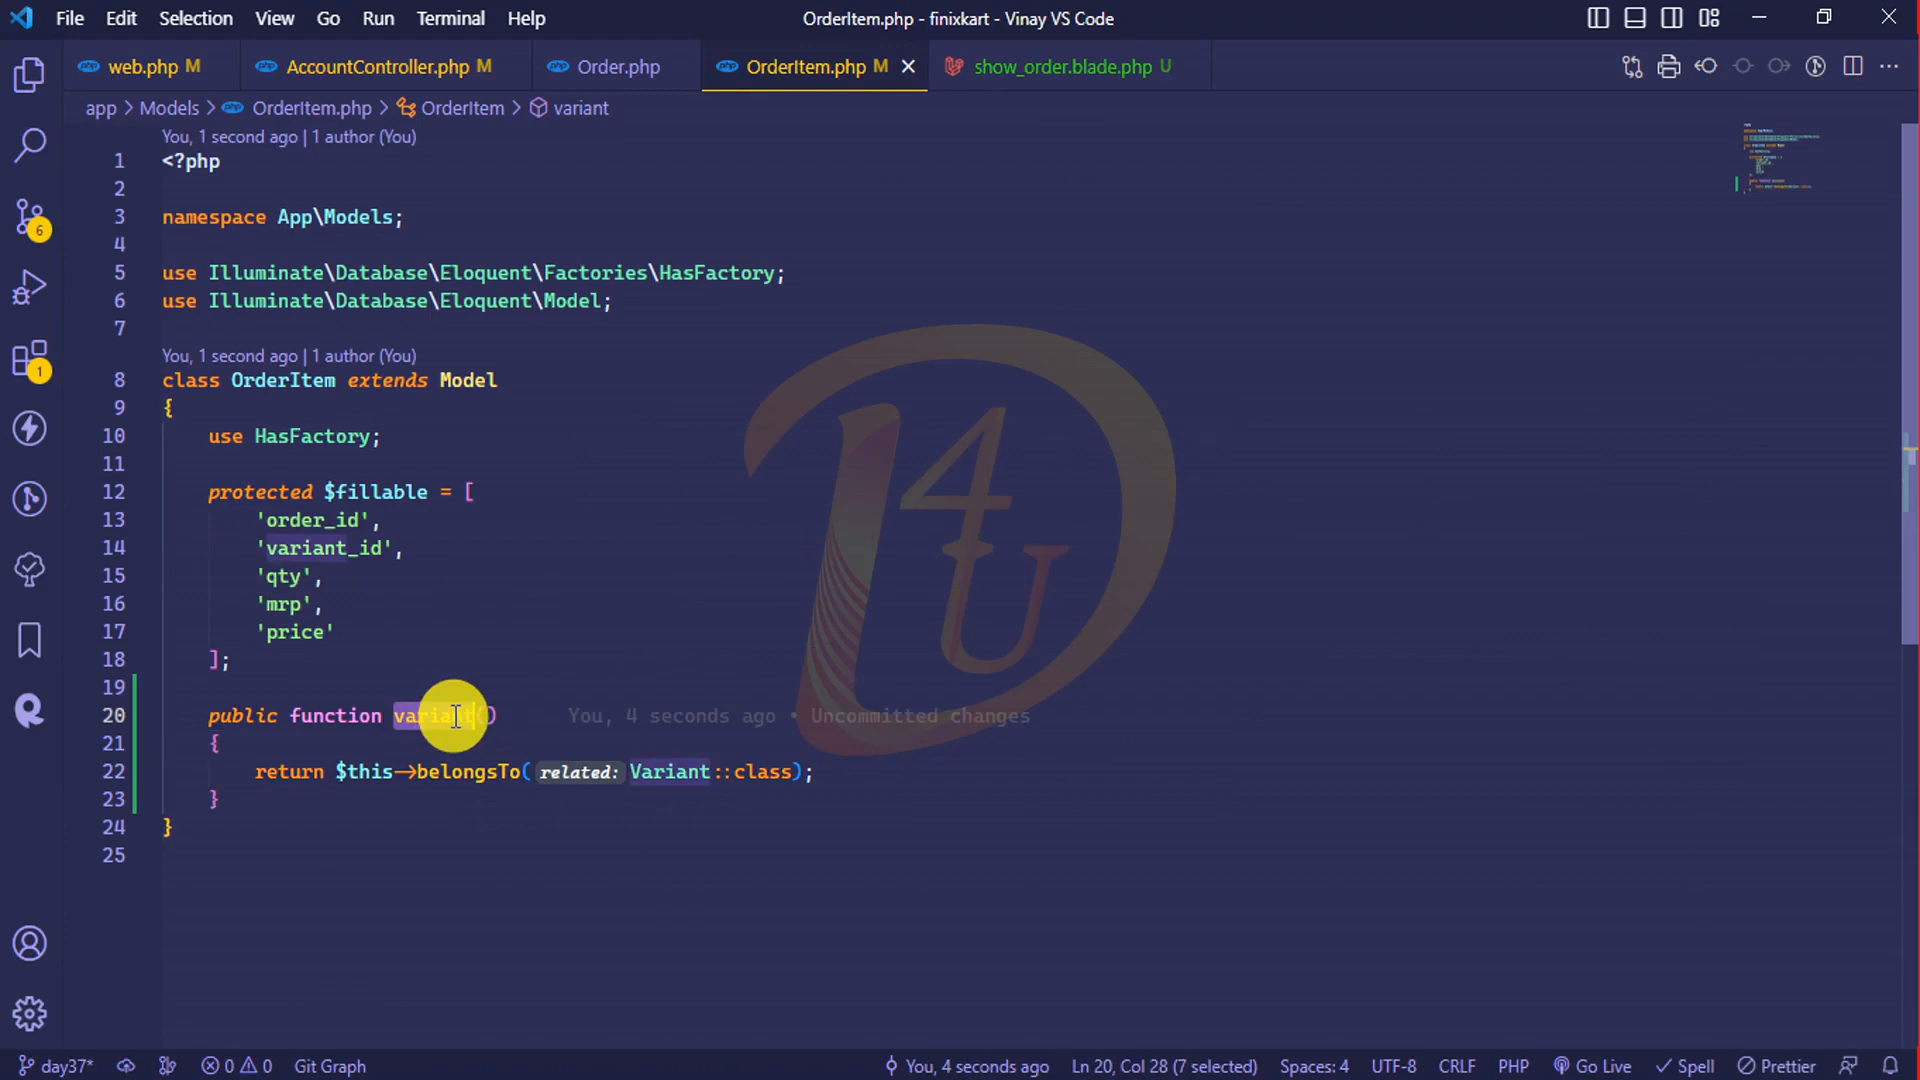 File Edit Selection View Go Run Terminal Help OrderItem.php - finixkart - Vinay VS Code
web.php M AccountController.php M Order.php OrderItem.php M show_order.blade.php U
app > Models > OrderItem.php > OrderItem > variant
You, 1 second ago | 1 author (You)
1 <?php
2
3 namespace App\Models;
4
5 use Illuminate\Database\Eloquent\Factories\HasFactory;
6 use Illuminate\Database\Eloquent\Model;
7
You, 1 second ago | 1 author (You)
8 class OrderItem extends Model
9 {
10 use HasFactory;
11
12 protected $fillable = [
13 'order_id',
14 'variant_id',
15 'qty',
16 'mrp',
17 'price'
18 ];
19
20 public function variant() You, 4 seconds ago • Uncommitted changes
21 {
22 return $this->belongsTo(related: Variant::class);
23 }
24 }
25
D4U
6
1
day37* 0 0 Git Graph You, 4 seconds ago Ln 20, Col 28 (7 selected) Spaces: 4 UTF-8 CRLF PHP Go Live Spell Prettier